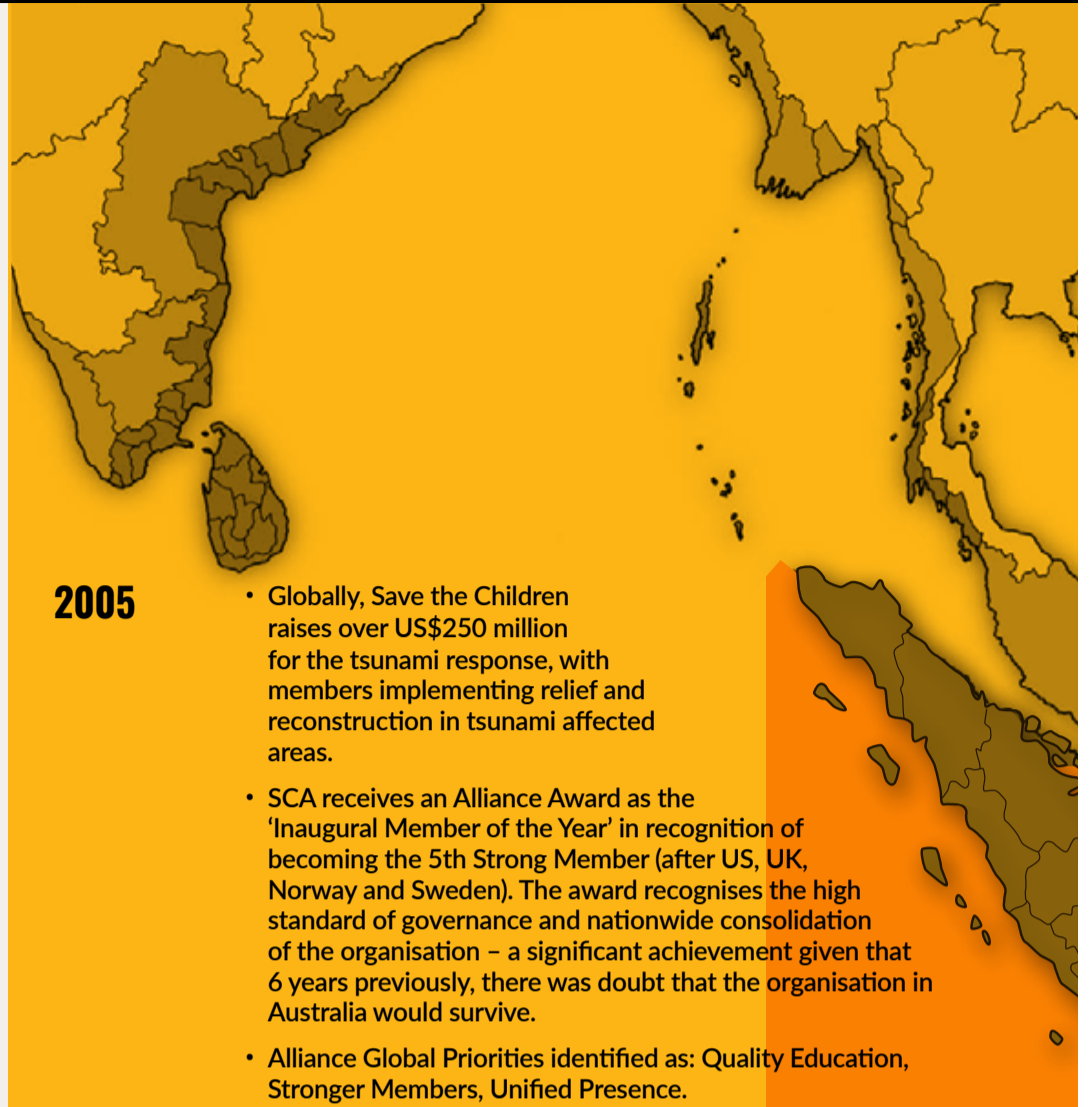 2005
• Globally, Save the Children
raises over US$250 million
for the tsunami response, with
members implementing relief and
reconstruction in tsunami affected
areas.
• SCA receives an Alliance Award as the
‘Inaugural Member of the Year’ in recognition of
becoming the 5th Strong Member (after US, UK,
Norway and Sweden). The award recognises the high
standard of governance and nationwide consolidation
of the organisation – a significant achievement given that
6 years previously, there was doubt that the organisation in
Australia would survive.
• Alliance Global Priorities identified as: Quality Education,
Stronger Members, Unified Presence.